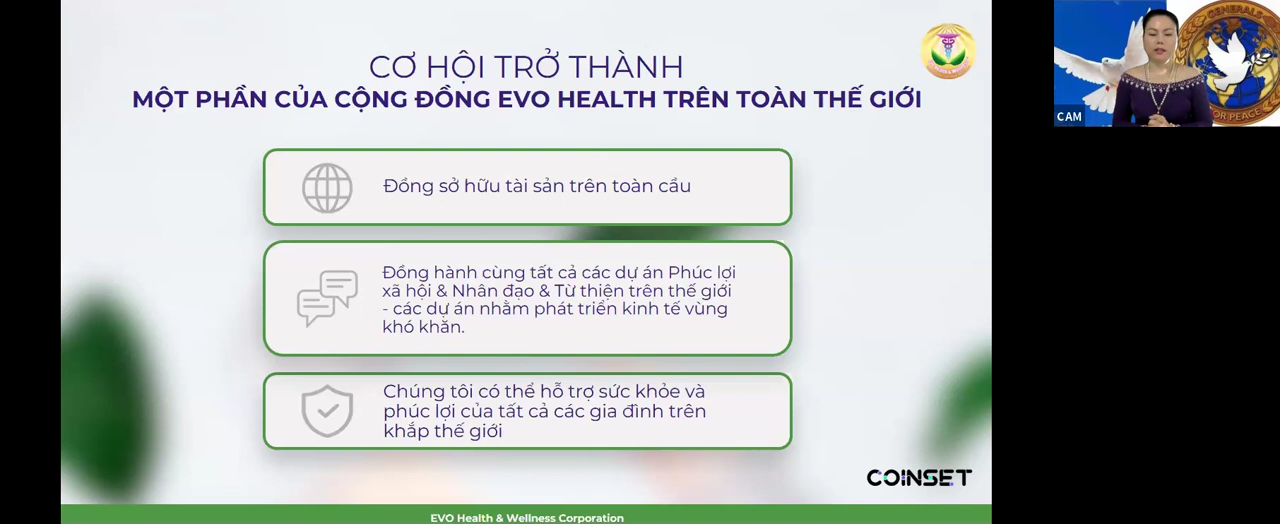 CƠ HỘI TRỞ THÀNH
MỘT PHẦN CỦA CỘNG ĐỒNG EVO HEALTH TRÊN TOÀN THẾ GIỚI
Đồng sở hữu tài sản trên toàn cầu
Đồng hành cùng tất cả các dự án Phúc lợi
xã hội & Nhân đạo & Từ thiện trên thế giới
- các dự án nhằm phát triển kinh tế vùng
khó khăn.
Chúng tôi có thể hỗ trợ sức khỏe và
phúc lợi của tất cả các gia đình trên
khắp thế giới
COINSET
EVO Health & Wellness Corporation
CAM
GENERALS
FOR PEACE